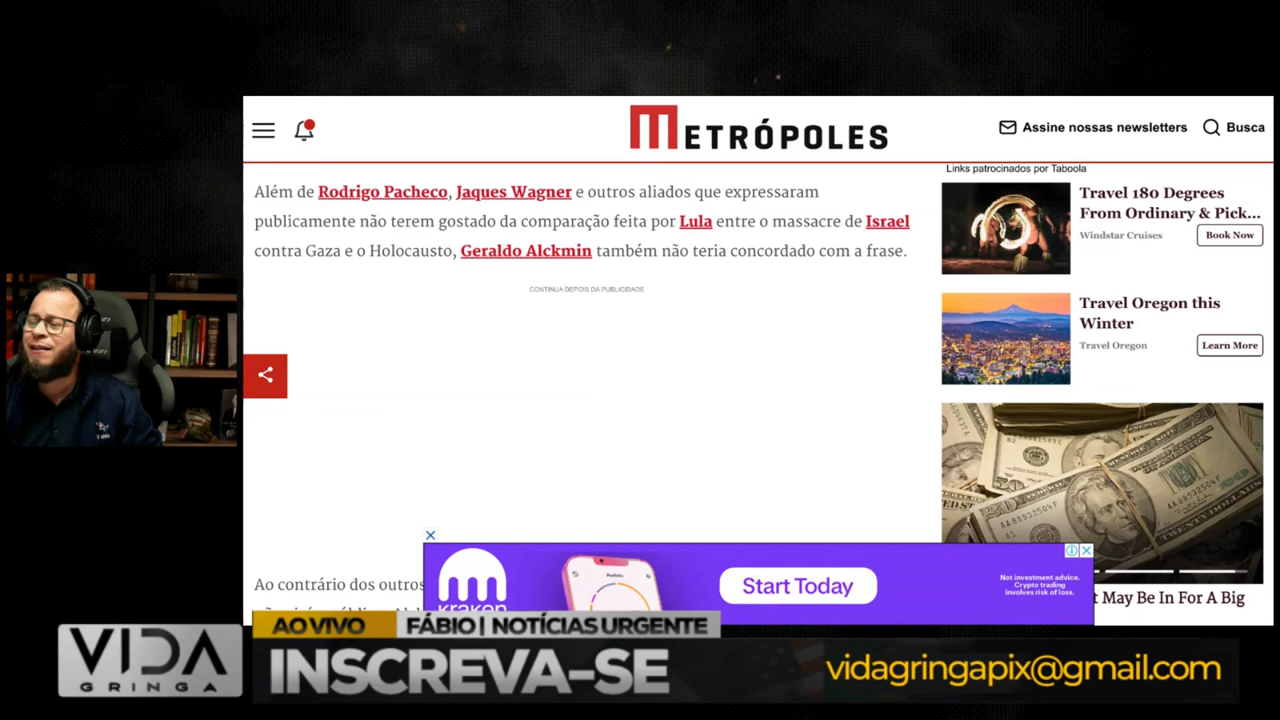 METRÓPOLES
Assine nossas newsletters
Busca
Links patrocinados por Taboola
Além de Rodrigo Pacheco, Jaques Wagner e outros aliados que expressaram
publicamente não terem gostado da comparação feita por Lula entre o massacre de Israel
contra Gaza e o Holocausto, Geraldo Alckmin também não teria concordado com a frase.
CONTINUA DEPOIS DA PUBLICIDADE
Travel 180 Degrees
From Ordinary & Pick...
Windstar Cruises
Book Now
Travel Oregon this
Winter
Travel Oregon
Learn More
Ao contrário dos outros
kraken
Portfolio
Start Today
Not investment advice.
Crypto trading
involves risk of loss.
t May Be In For A Big
AO VIVO
FÁBIO | NOTÍCIAS URGENTE
VIDA
GRINGA
INSCREVA-SE
vidagringapix@gmail.com